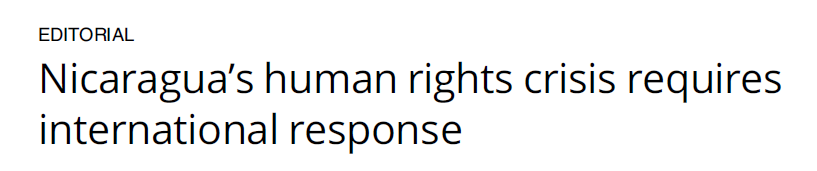 EDITORIAL
Nicaragua’s human rights crisis requires
international response